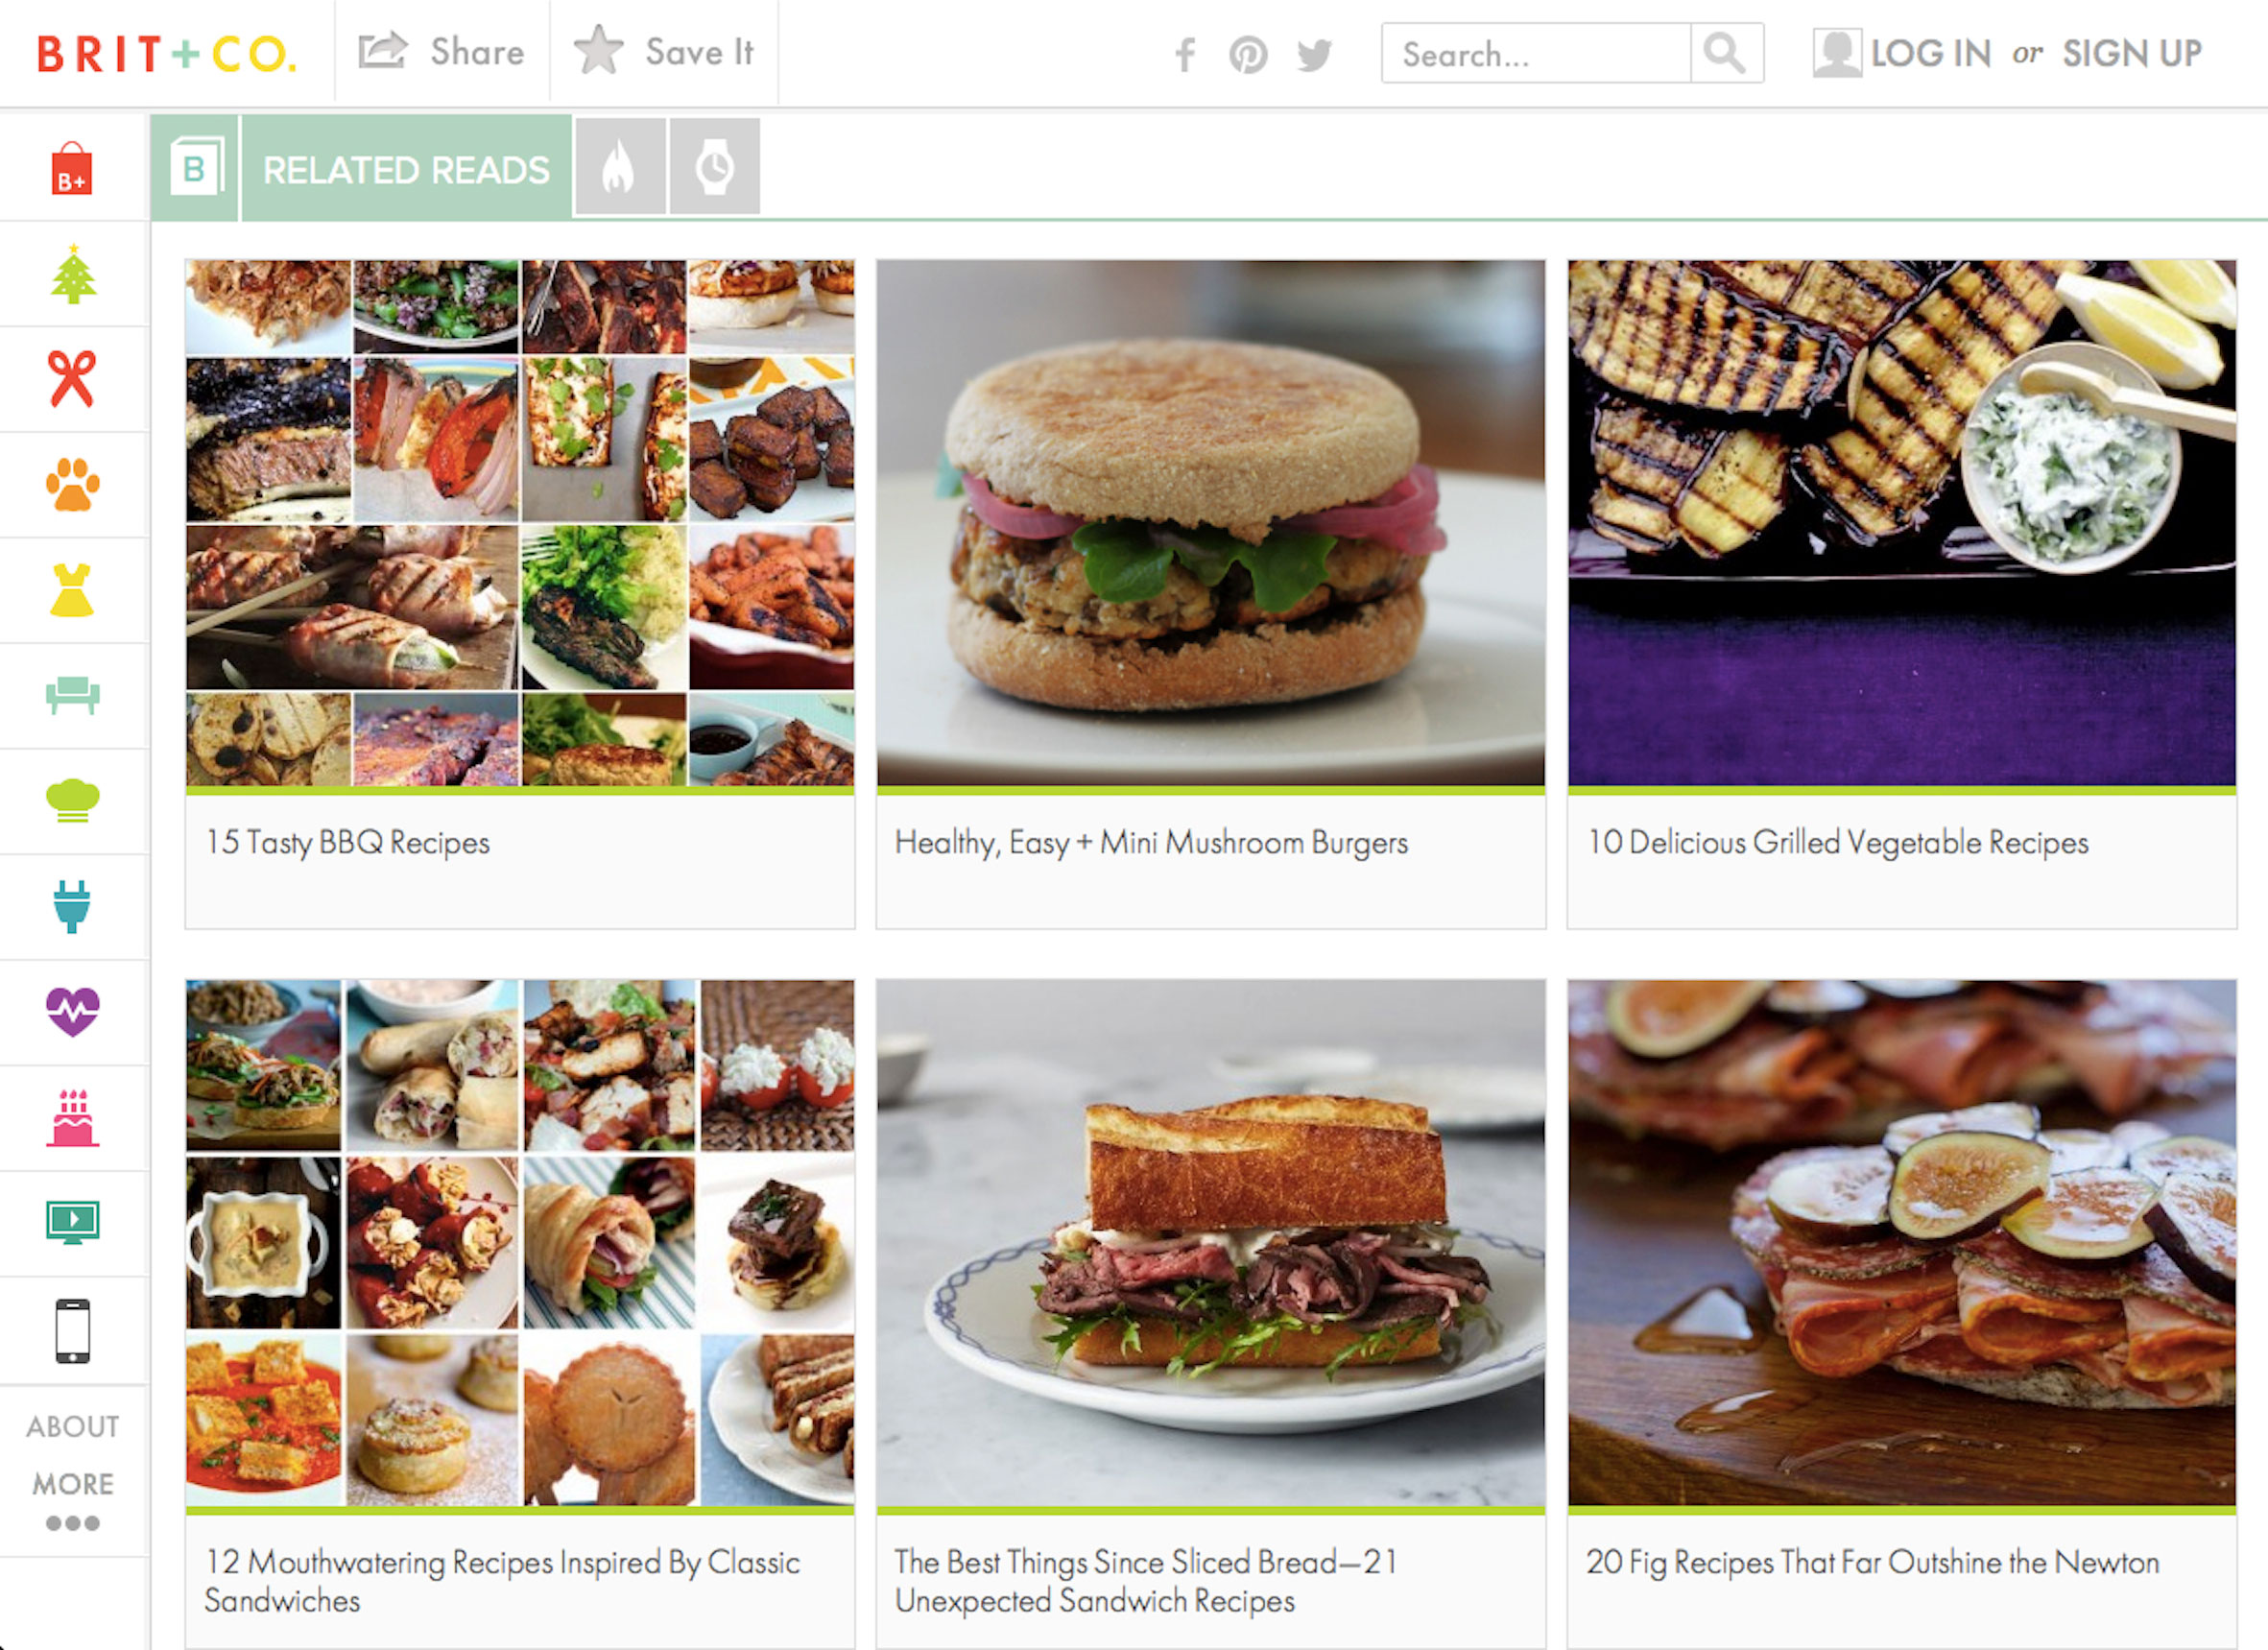 BRIT+CO.
Share
Save It
Search...
LOG IN or SIGN UP
B+
B
RELATED READS
15 Tasty BBQ Recipes
Healthy, Easy + Mini Mushroom Burgers
10 Delicious Grilled Vegetable Recipes
12 Mouthwatering Recipes Inspired By Classic
Sandwiches
The Best Things Since Sliced Bread—21
Unexpected Sandwich Recipes
20 Fig Recipes That Far Outshine the Newton
ABOUT
MORE